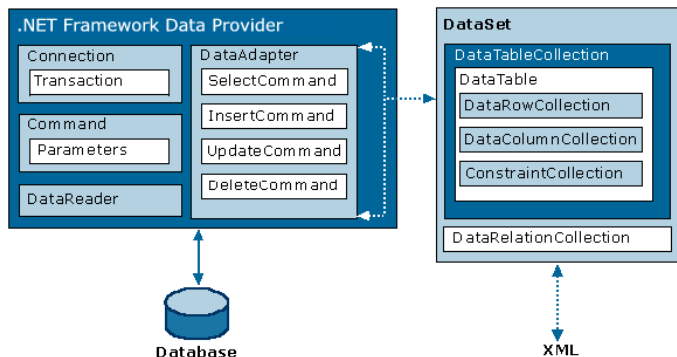 .NET Framework Data Provider
Connection
Transaction
Command
Parameters
DataReader
DataAdapter
SelectCommand
InsertCommand
UpdateCommand
DeleteCommand
Database
DataSet
DataTableCollection
DataTable
DataRowCollection
DataColumnCollection
ConstraintCollection
DataRelationCollection
XML